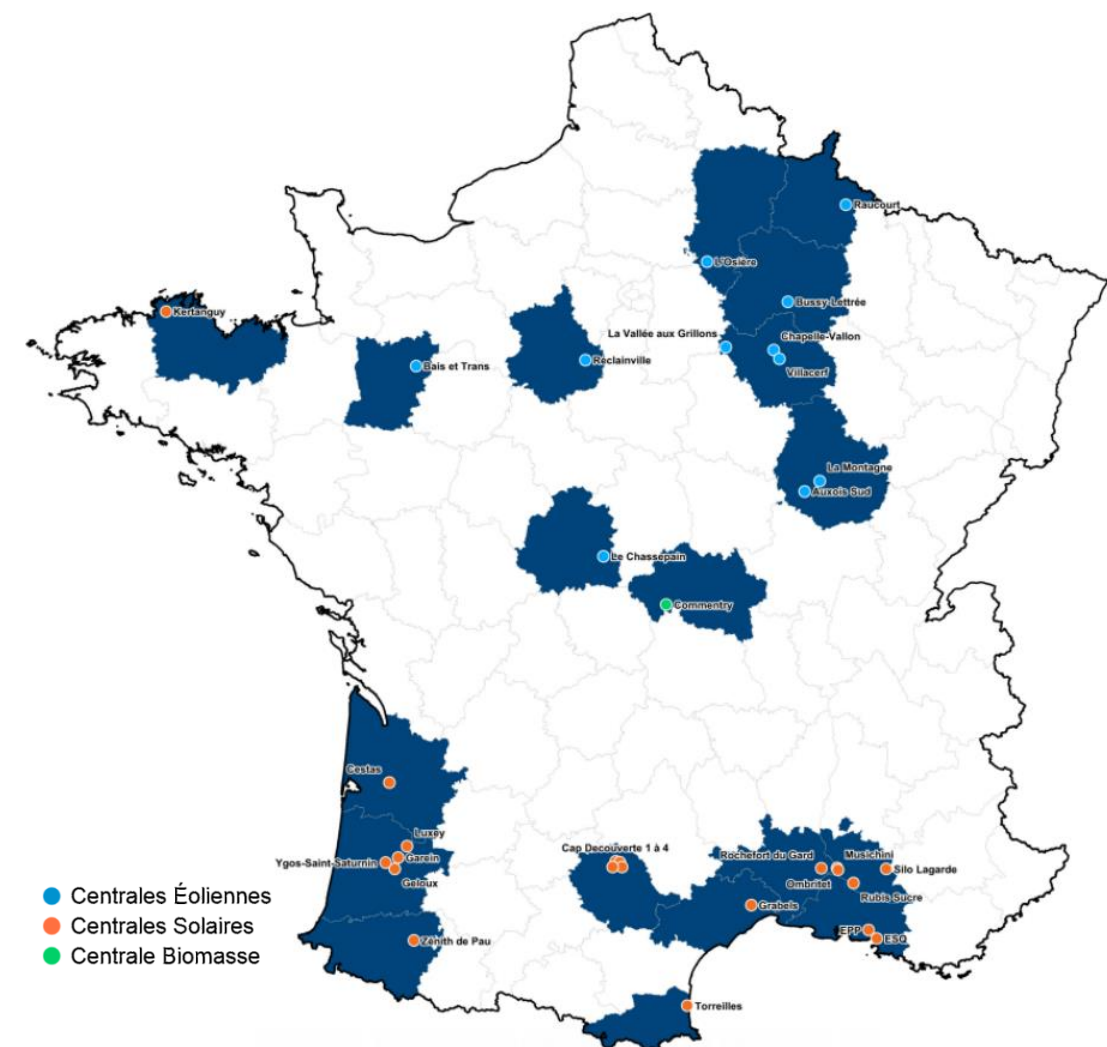 Raucourt
L'Osière
Bussy-Lettrée
Kertanguy
La Vallée aux Grillons
Chapelle-Vallon
Bais et Trans
Réclainville
Villacerf
La Montagne
Auxois Sud
Le Chassepain
Commentry
Cestas
Luxey
Garein
Ygos-Saint-Saturnin
Geloux
Cap Decouverte 1 à 4
Rochefort du Gard
Musichini
Silo Lagarde
Ombritet
Rubis Sucre
Grabels
EPP
ESQ
Zénith de Pau
Torreilles
Centrales Éoliennes
Centrales Solaires
Centrale Biomasse